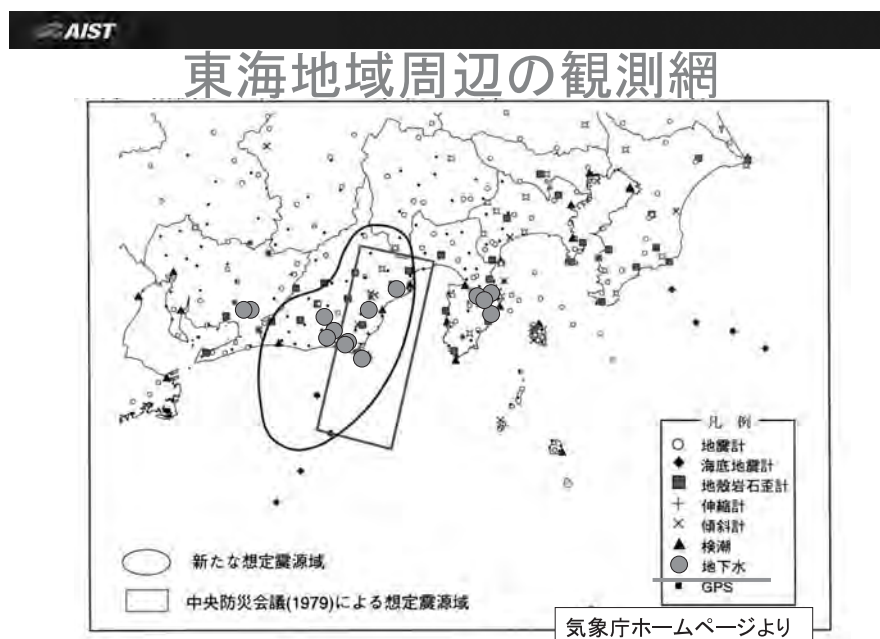 AIST
東海地域周辺の観測網
凡 例
地震計
海底地震計
地殻岩石歪計
伸縮計
傾斜計
検潮
地下水
GPS
新たな想定震源域
中央防災会議(1979)による想定震源域
気象庁ホームページより